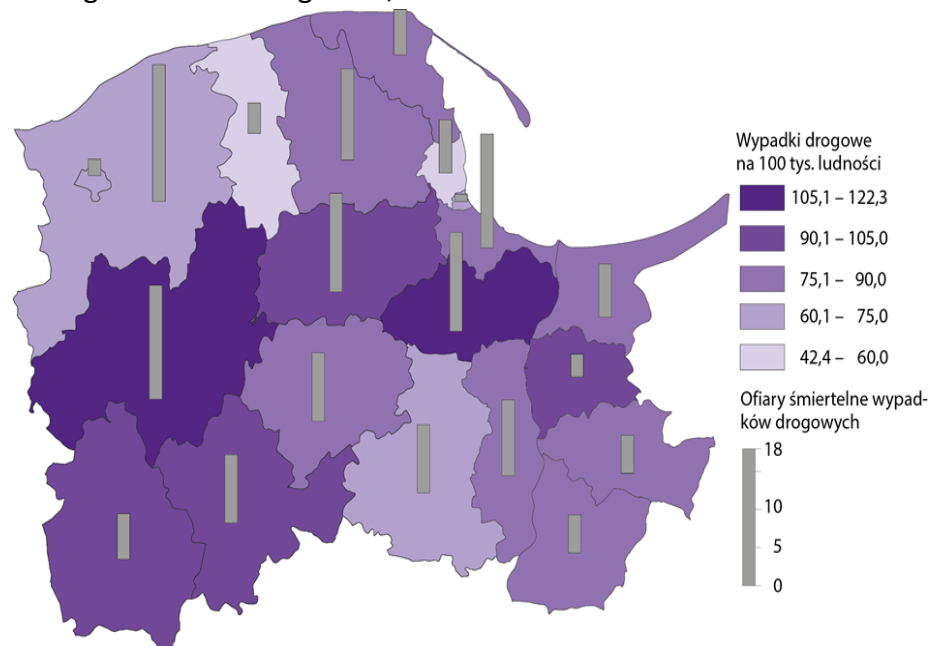 Wypadki drogowe
na 100 tys. ludności
105,1 – 122,3
90,1 – 105,0
75,1 – 90,0
60,1 – 75,0
42,4 – 60,0
Ofiary śmiertelne wypad-
ków drogowych
18
10
5
0